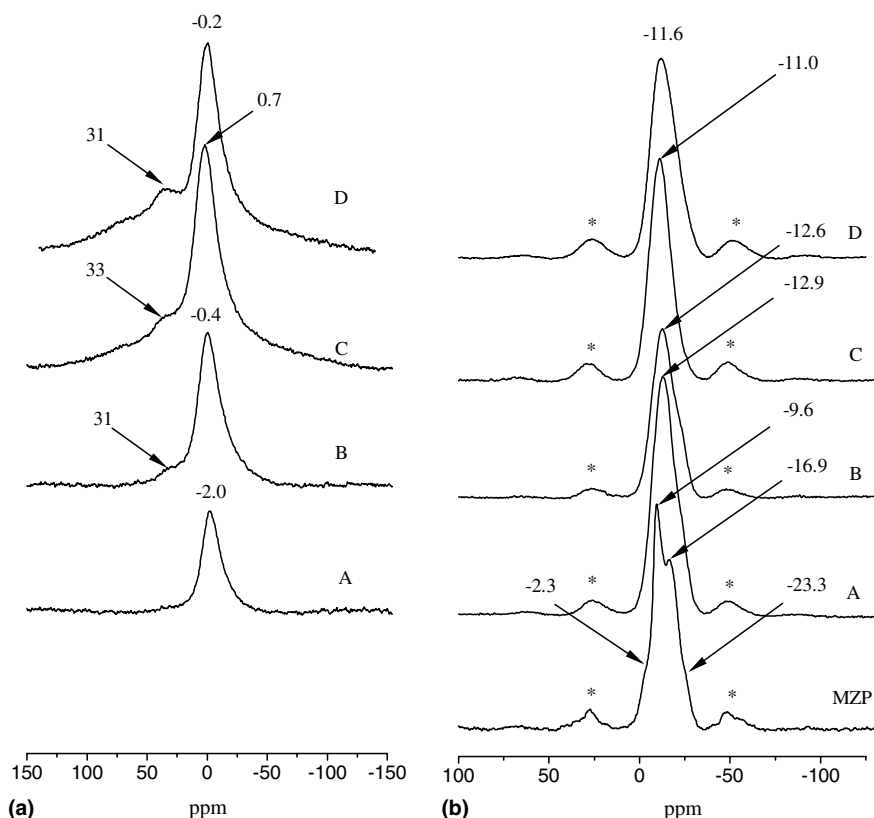 -0.2
0.7
31
D
33
-0.4
C
31
B
-2.0
A
150 100 50 0 -50 -100 -150
(a)
ppm
-11.6
-11.0
* *
D
-12.6
-12.9
* *
C
-9.6
* *
B
-16.9
-2.3
* *
A
-23.3
* *
MZP
100 50 0 -50 -100
(b)
ppm